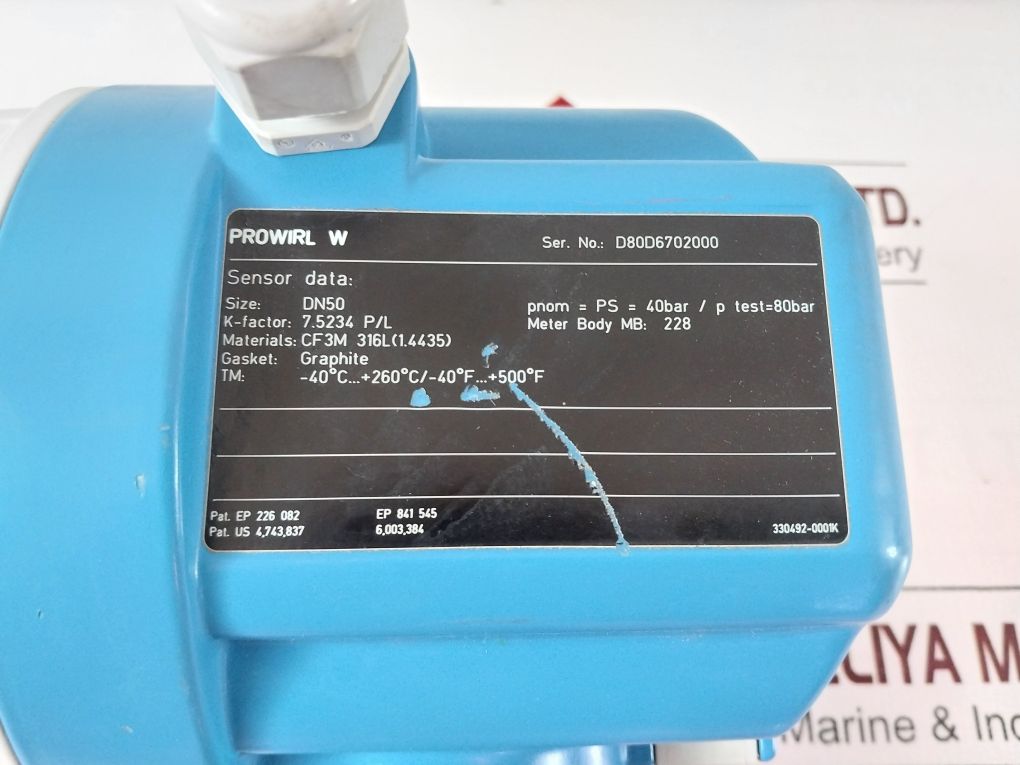 PROWIRL W
Ser. No.: D80D6702000
Sensor data:
Size: DN50
K-factor: 7.5234 P/L
Materials: CF3M 316L(1.4435)
Gasket: Graphite
TM: -40°C...+260°C/-40°F...+500°F
pnom = PS = 40bar / p test=80bar
Meter Body MB: 228
Pat. EP 226 082 EP 841 545
Pat. US 4,743,837 6,003,384
330492-0001K
LTD.
ELIYA M
Marine & Ind